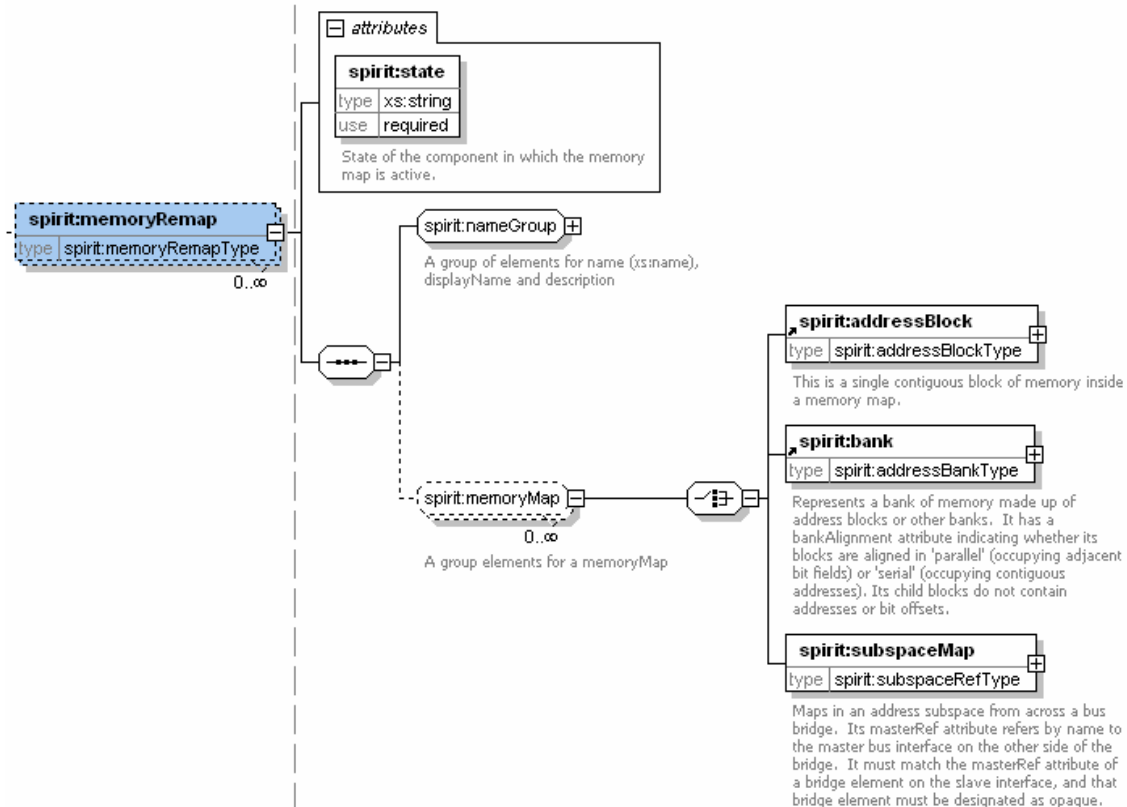 attributes
spirit:state
type xs:string
use required
State of the component in which the memory
map is active.
spirit:memoryRemap
type spirit:memoryRemapType
0..∞
spirit:nameGroup
A group of elements for name (xs:name),
displayName and description
spirit:addressBlock
type spirit:addressBlockType
This is a single contiguous block of memory inside
a memory map.
spirit:bank
type spirit:addressBankType
Represents a bank of memory made up of
address blocks or other banks. It has a
bankAlignment attribute indicating whether its
blocks are aligned in 'parallel' (occupying adjacent
bit fields) or 'serial' (occupying contiguous
addresses). Its child blocks do not contain
addresses or bit offsets.
spirit:memoryMap
0..∞
A group elements for a memoryMap
spirit:subspaceMap
type spirit:subspaceRefType
Maps in an address subspace from across a bus
bridge. Its masterRef attribute refers by name to
the master bus interface on the other side of the
bridge. It must match the masterRef attribute of
a bridge element on the slave interface, and that
bridge element must be designated as opaque.